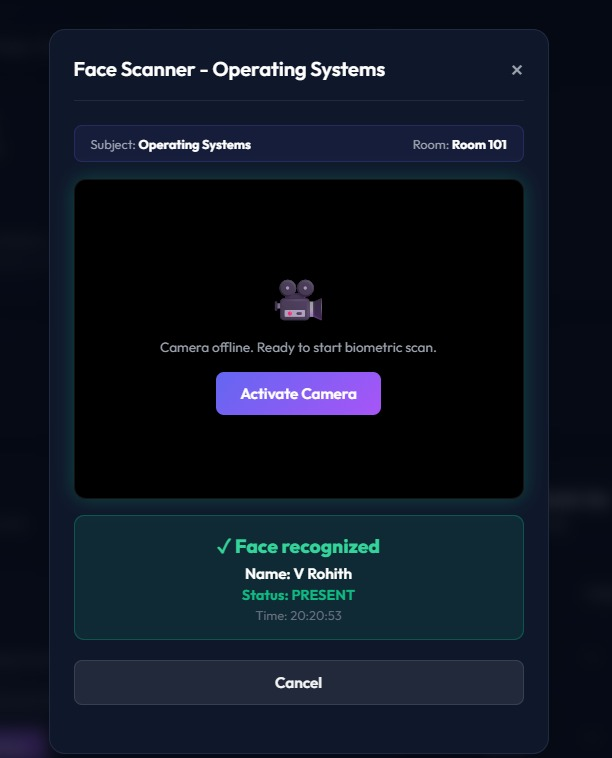 Face Scanner - Operating Systems ×
Subject: Operating Systems Room: Room 101
Camera offline. Ready to start biometric scan.
Activate Camera
✓ Face recognized
Name: V Rohith
Status: PRESENT
Time: 20:20:53
Cancel